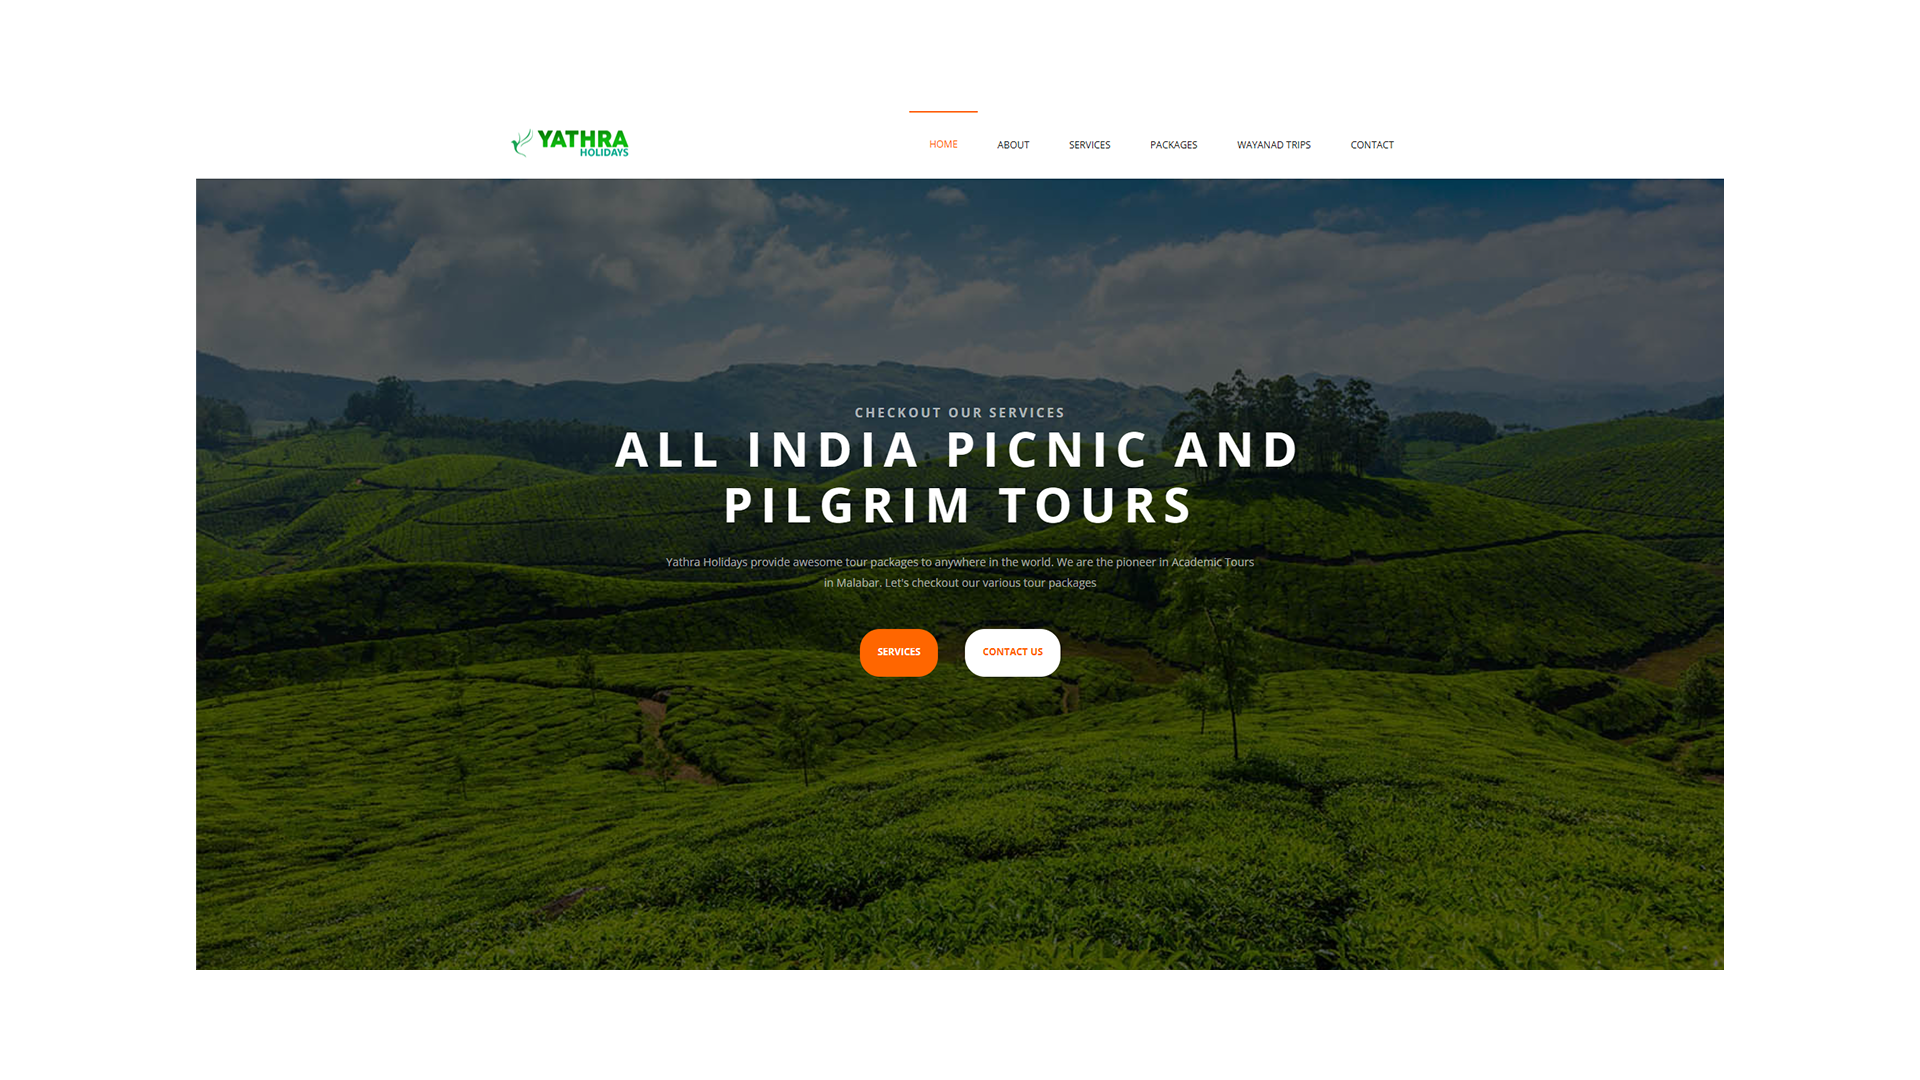 YATHRA
HOLIDAYS
HOME ABOUT SERVICES PACKAGES WAYANAD TRIPS CONTACT
CHECKOUT OUR SERVICES
ALL INDIA PICNIC AND
PILGRIM TOURS
Yathra Holidays provide awesome tour packages to anywhere in the world. We are the pioneer in Academic Tours
in Malabar. Let's checkout our various tour packages
SERVICES CONTACT US